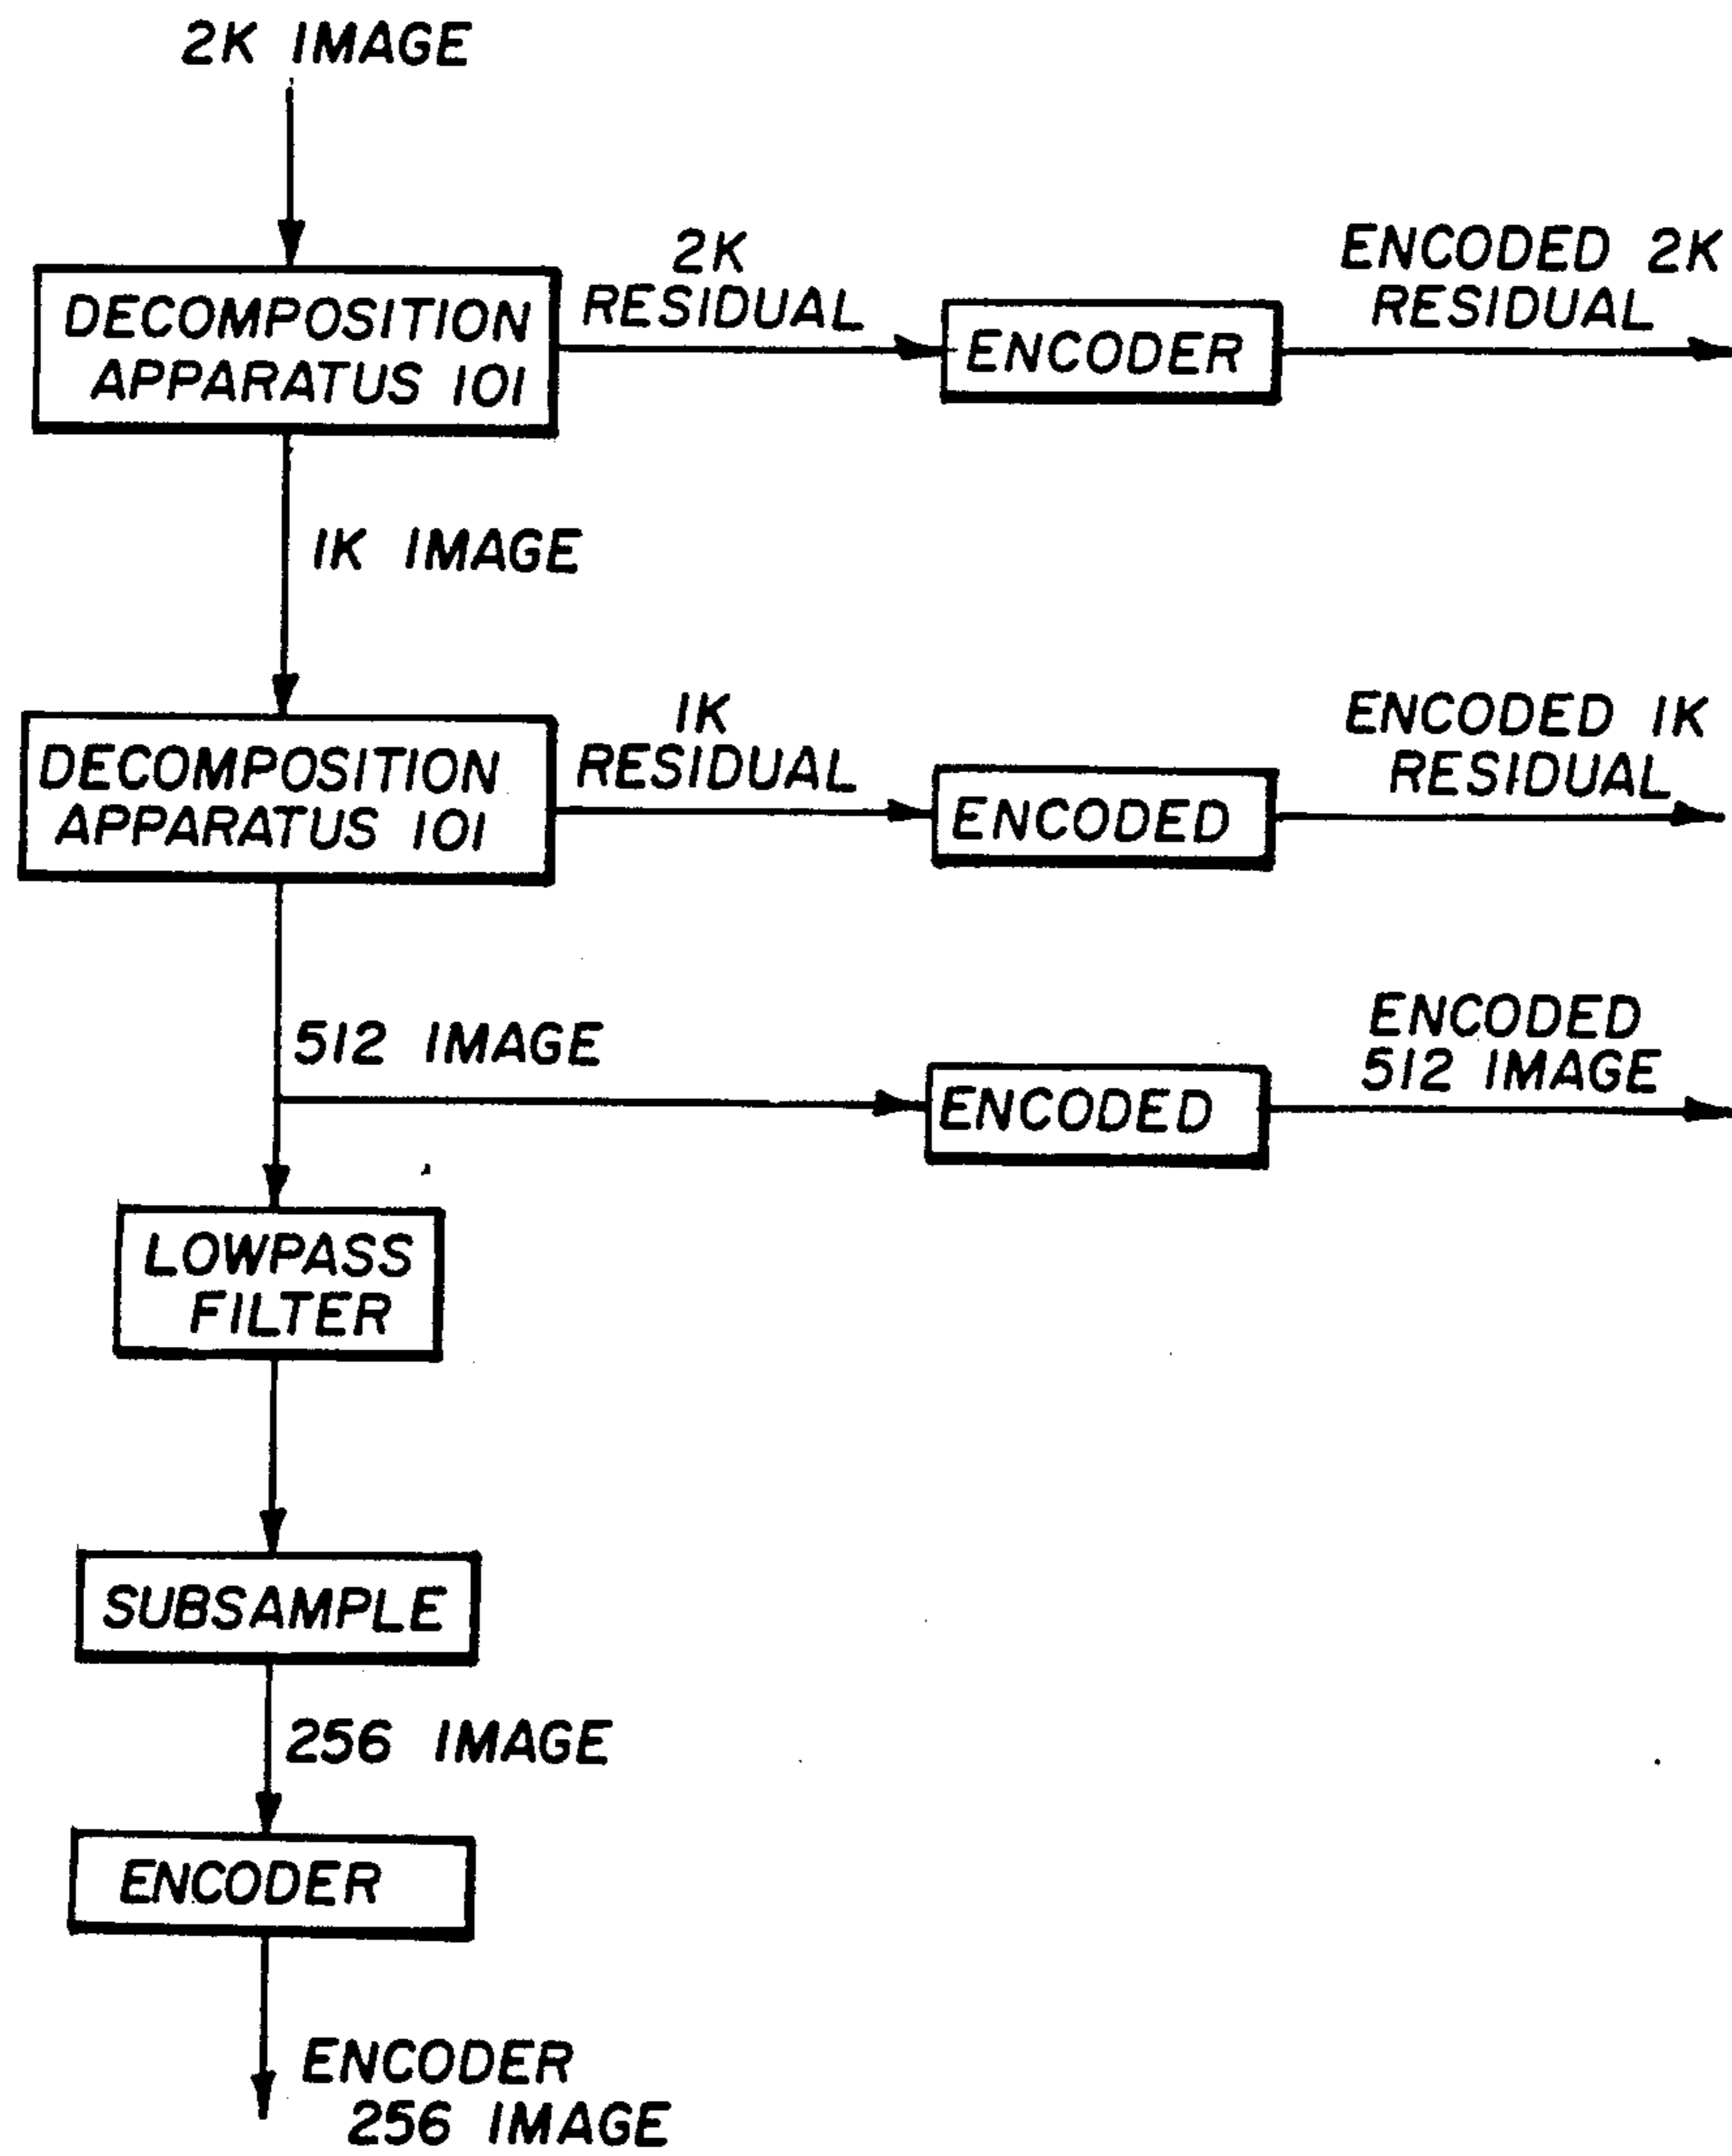 2K IMAGE
DECOMPOSITION
APPARATUS 101
2K
RESIDUAL
ENCODER
ENCODED 2K
RESIDUAL
1K IMAGE
DECOMPOSITION
APPARATUS 101
1K
RESIDUAL
ENCODED
ENCODED 1K
RESIDUAL
512 IMAGE
ENCODED
ENCODED
512 IMAGE
LOWPASS
FILTER
SUBSAMPLE
256 IMAGE
ENCODER
ENCODER
256 IMAGE